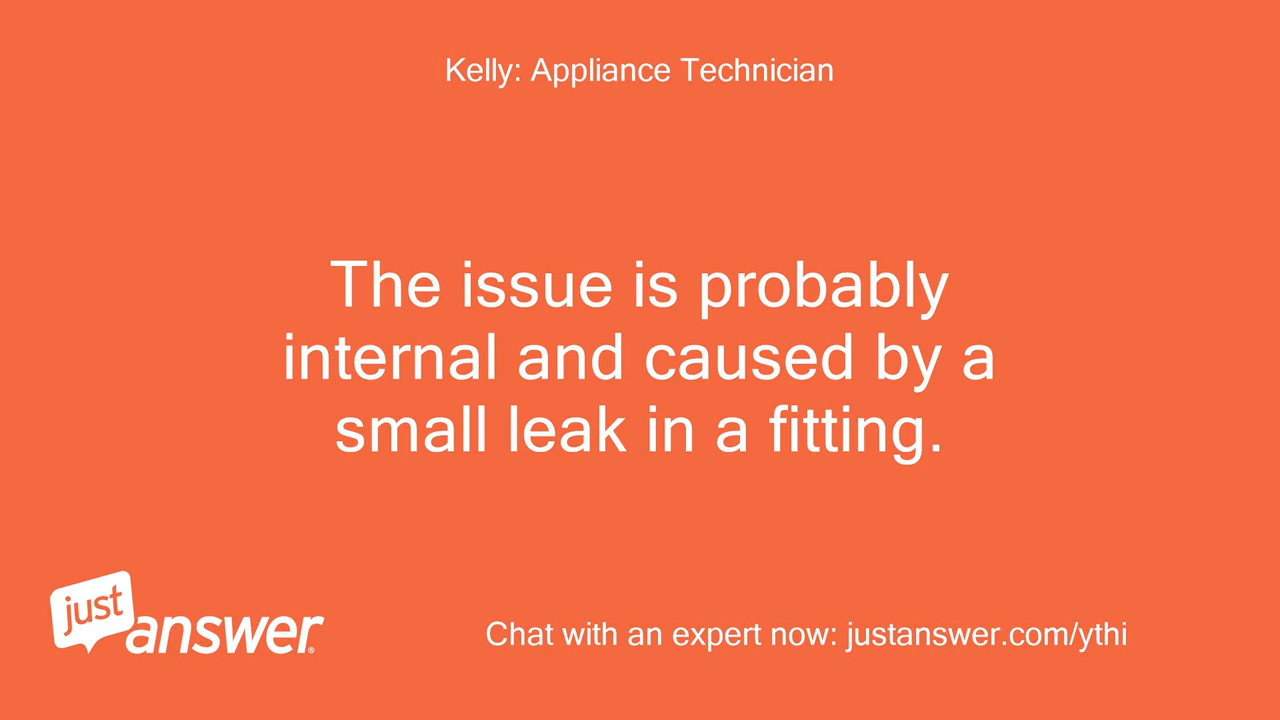 Kelly: Appliance Technician
The issue is probably
internal and caused by a
small leak in a fitting.
just
answer®
Chat with an expert now: justanswer.com/ythi